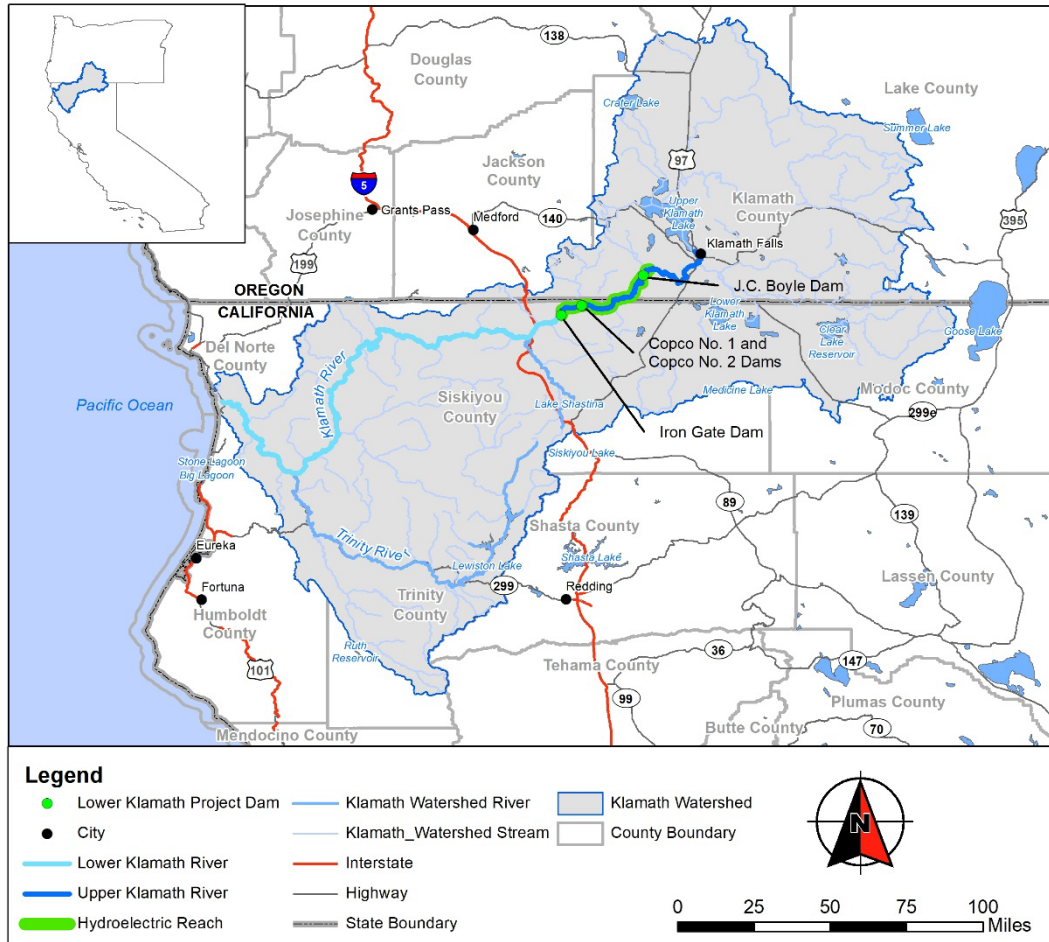 138
Douglas
County
Crater Lake
Lake County
Summer Lake
97
Jackson
County
5
Josephine
County
Grants Pass
Medford
140
Upper
Klamath
Lake
Klamath
County
395
Klamath Falls
199
OREGON
CALIFORNIA
J.C. Boyle Dam
Lower
Klamath
Lake
Clear
Lake
Reservoir
Goose Lake
Del Norte
County
Copco No. 1 and
Copco No. 2 Dams
Klamath River
Pacific Ocean
Siskiyou
County
Lake Shastina
Medicine Lake
Modoc County
299e
Iron Gate Dam
Siskiyou Lake
Stone Lagoon
Big Lagoon
89
139
Shasta County
Eureka
Trinity River
Shasta Lake
Lewiston Lake
299
Redding
Lassen County
Fortuna
Humboldt
County
Trinity
County
Ruth
Reservoir
36
Tehama County
147
101
99
Plumas County
Butte County
70
Mendocino County
Legend
Lower Klamath Project Dam
City
Lower Klamath River
Upper Klamath River
Hydroelectric Reach
Klamath Watershed River
Klamath_Watershed Stream
Interstate
Highway
State Boundary
Klamath Watershed
County Boundary
N
0 25 50 75 100
Miles